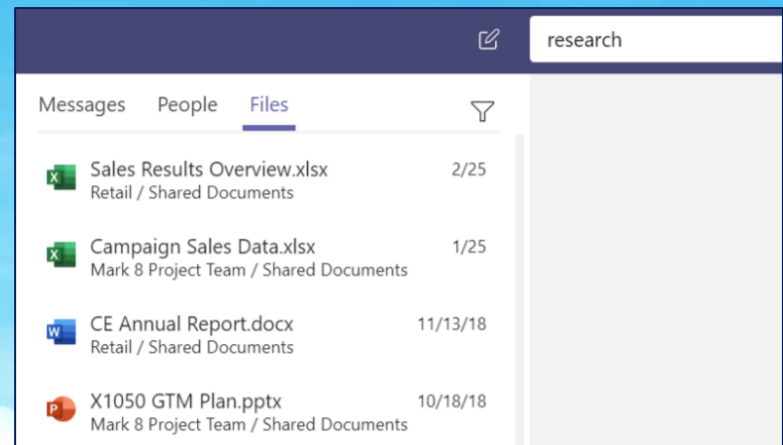 research
Messages People Files
Sales Results Overview.xlsx 2/25
Retail / Shared Documents
Campaign Sales Data.xlsx 1/25
Mark 8 Project Team / Shared Documents
CE Annual Report.docx 11/13/18
Retail / Shared Documents
X1050 GTM Plan.pptx 10/18/18
Mark 8 Project Team / Shared Documents